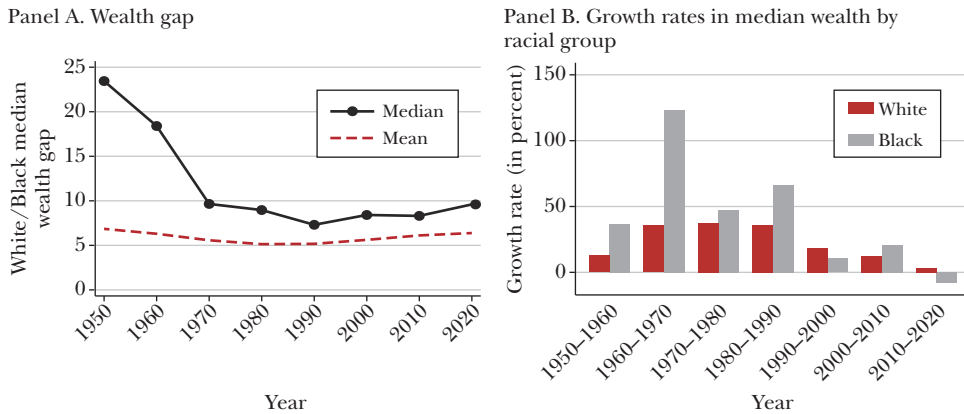 Panel A. Wealth gap
25
20
15
10
5
0
White/Black median
wealth gap
Median
Mean
1950
1960
1970
1980
1990
2000
2010
2020
Year
Panel B. Growth rates in median wealth by
racial group
150
100
50
0
Growth rate (in percent)
White
Black
1950–1960
1960–1970
1970–1980
1980–1990
1990–2000
2000–2010
2010–2020
Year